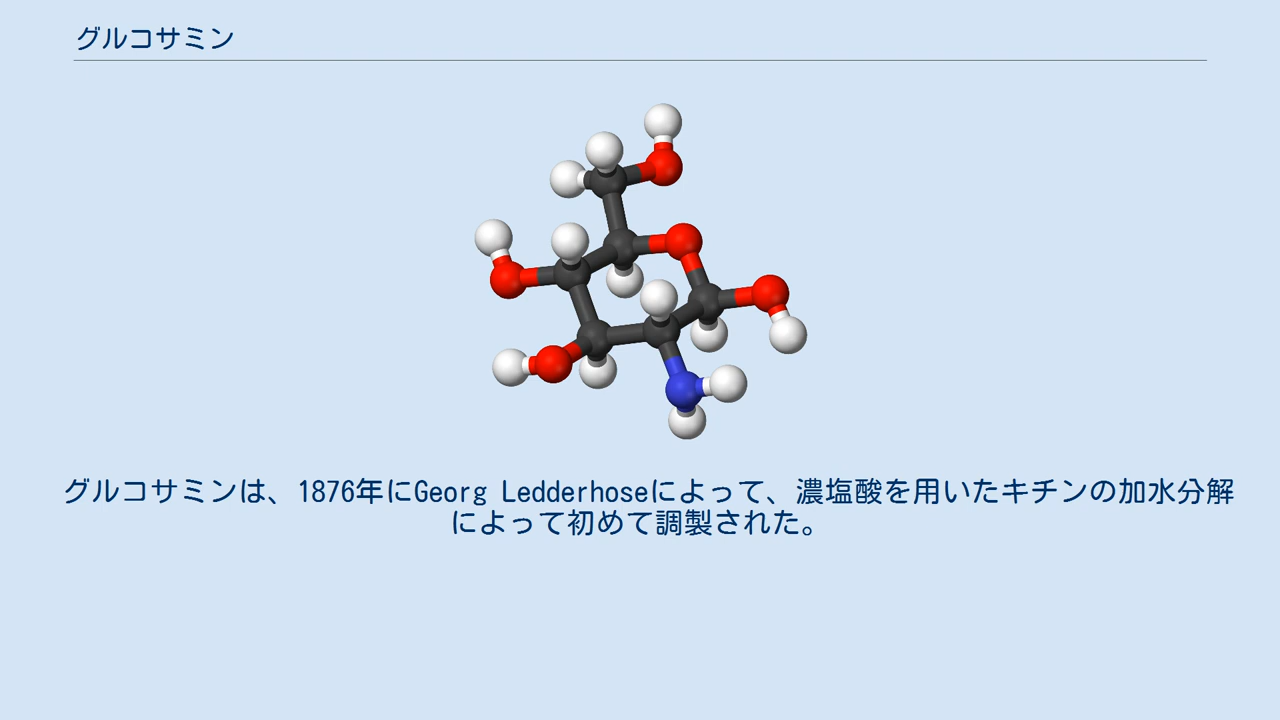 グルコサミン
グルコサミンは、1876年にGeorg Ledderhoseによって、濃塩酸を用いたキチンの加水分解
によって初めて調製された。